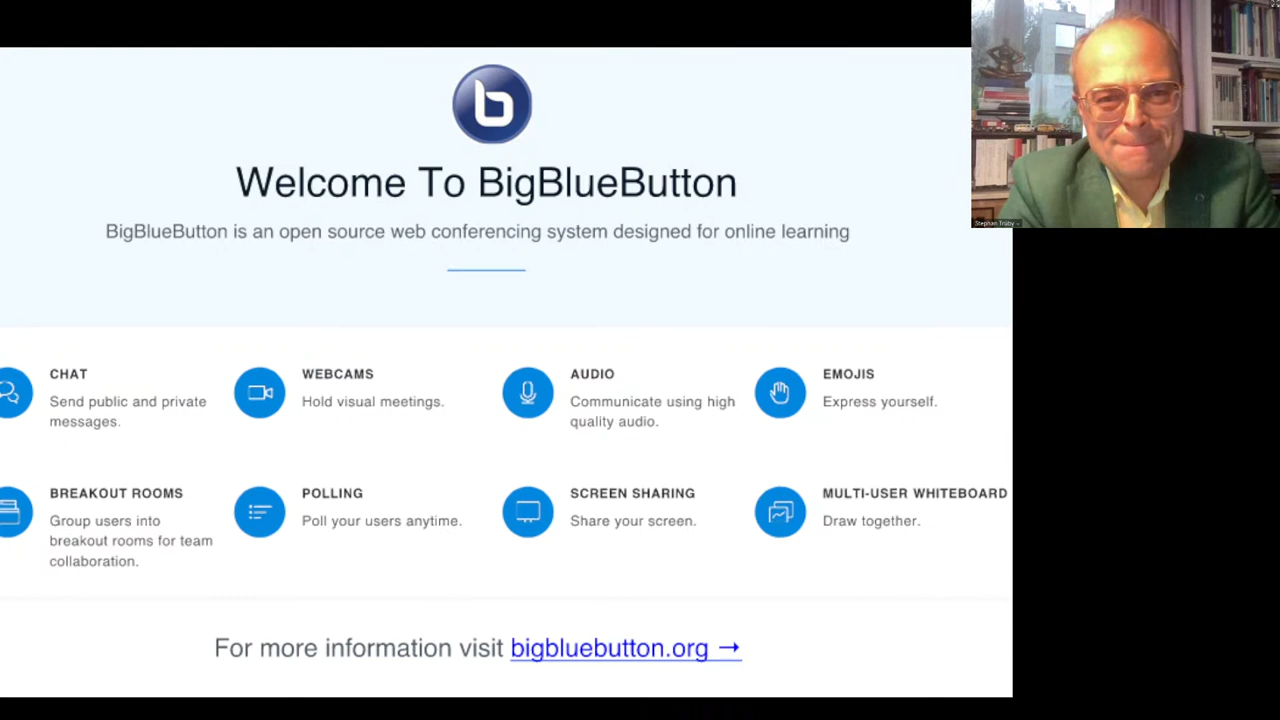 Welcome To BigBlueButton
BigBlueButton is an open source web conferencing system designed for online learning
CHAT
Send public and private
messages.
WEBCAMS
Hold visual meetings.
AUDIO
Communicate using high
quality audio.
EMOJIS
Express yourself.
BREAKOUT ROOMS
Group users into
breakout rooms for team
collaboration.
POLLING
Poll your users anytime.
SCREEN SHARING
Share your screen.
MULTI-USER WHITEBOARD
Draw together.
For more information visit bigbluebutton.org →
Stephan Trüby